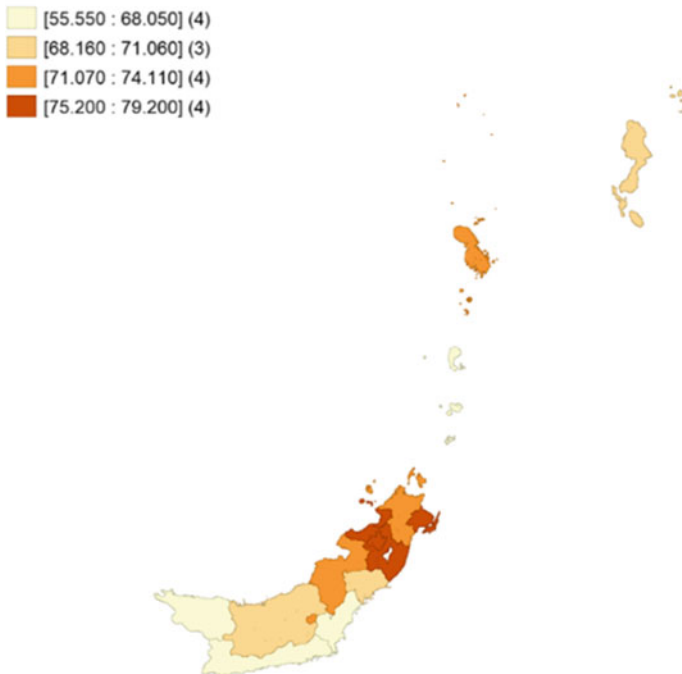 [55.550 : 68.050] (4)
[68.160 : 71.060] (3)
[71.070 : 74.110] (4)
[75.200 : 79.200] (4)